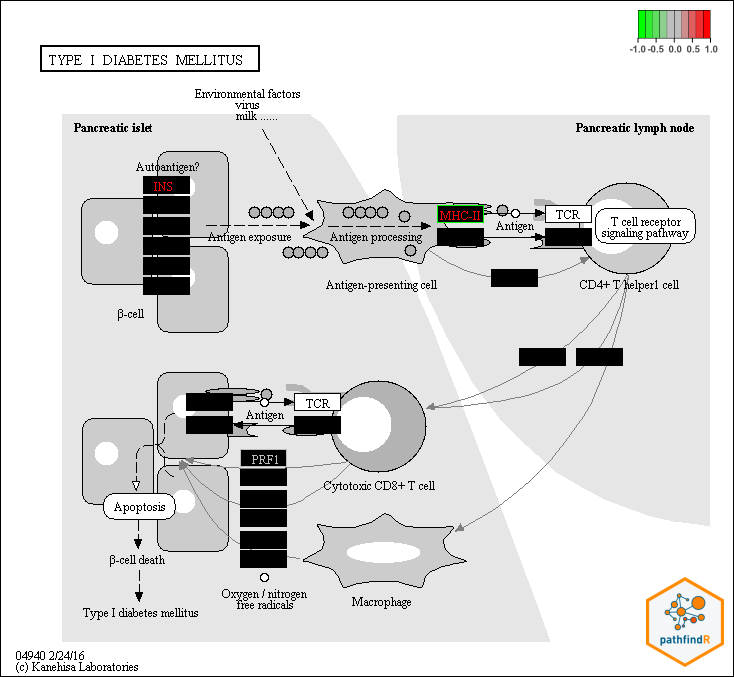 -1.0 -0.5 0.0 0.5 1.0
TYPE I DIABETES MELLITUS
Environmental factors
virus
milk ......
Pancreatic islet
Pancreatic lymph node
Autoantigen?
INS
MHC-II
Antigen
TCR
T cell receptor
signaling pathway
Antigen exposure
Antigen processing
Antigen-presenting cell
CD4+ T helper1 cell
β-cell
TCR
Antigen
PRF1
Cytotoxic CD8+ T cell
Apoptosis
β-cell death
Oxygen / nitrogen
free radicals
Macrophage
Type I diabetes mellitus
pathfindR
04940 2/24/16
(c) Kanehisa Laboratories